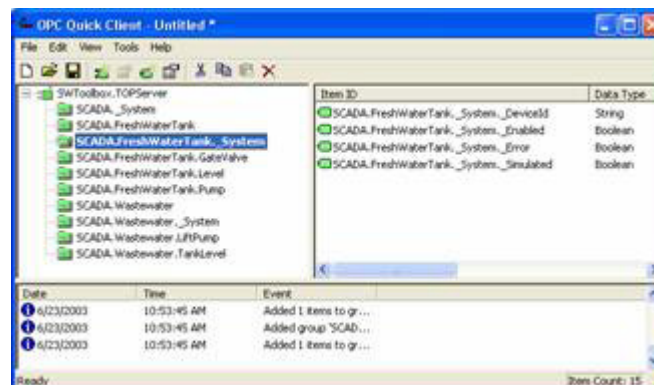 OPC Quick Client - Untitled *
File Edit View Tools Help
SWToolbox.TOPServer
SCADA._System
SCADA.FreshWaterTank
SCADA.FreshWaterTank._System
SCADA.FreshWaterTank.GateValve
SCADA.FreshWaterTank.Level
SCADA.FreshWaterTank.Pump
SCADA.Wastewater
SCADA.Wastewater._System
SCADA.Wastewater.LiftPump
SCADA.Wastewater.TankLevel
Item ID Data Type
SCADA.FreshWaterTank._System._DeviceId String
SCADA.FreshWaterTank._System._Enabled Boolean
SCADA.FreshWaterTank._System._Error Boolean
SCADA.FreshWaterTank._System._Simulated Boolean
Date Time Event
6/23/2003 10:53:45 AM Added 1 items to gr...
6/23/2003 10:53:45 AM Added group 'SCAD...
6/23/2003 10:53:45 AM Added 1 items to gr...
Ready Item Count: 15